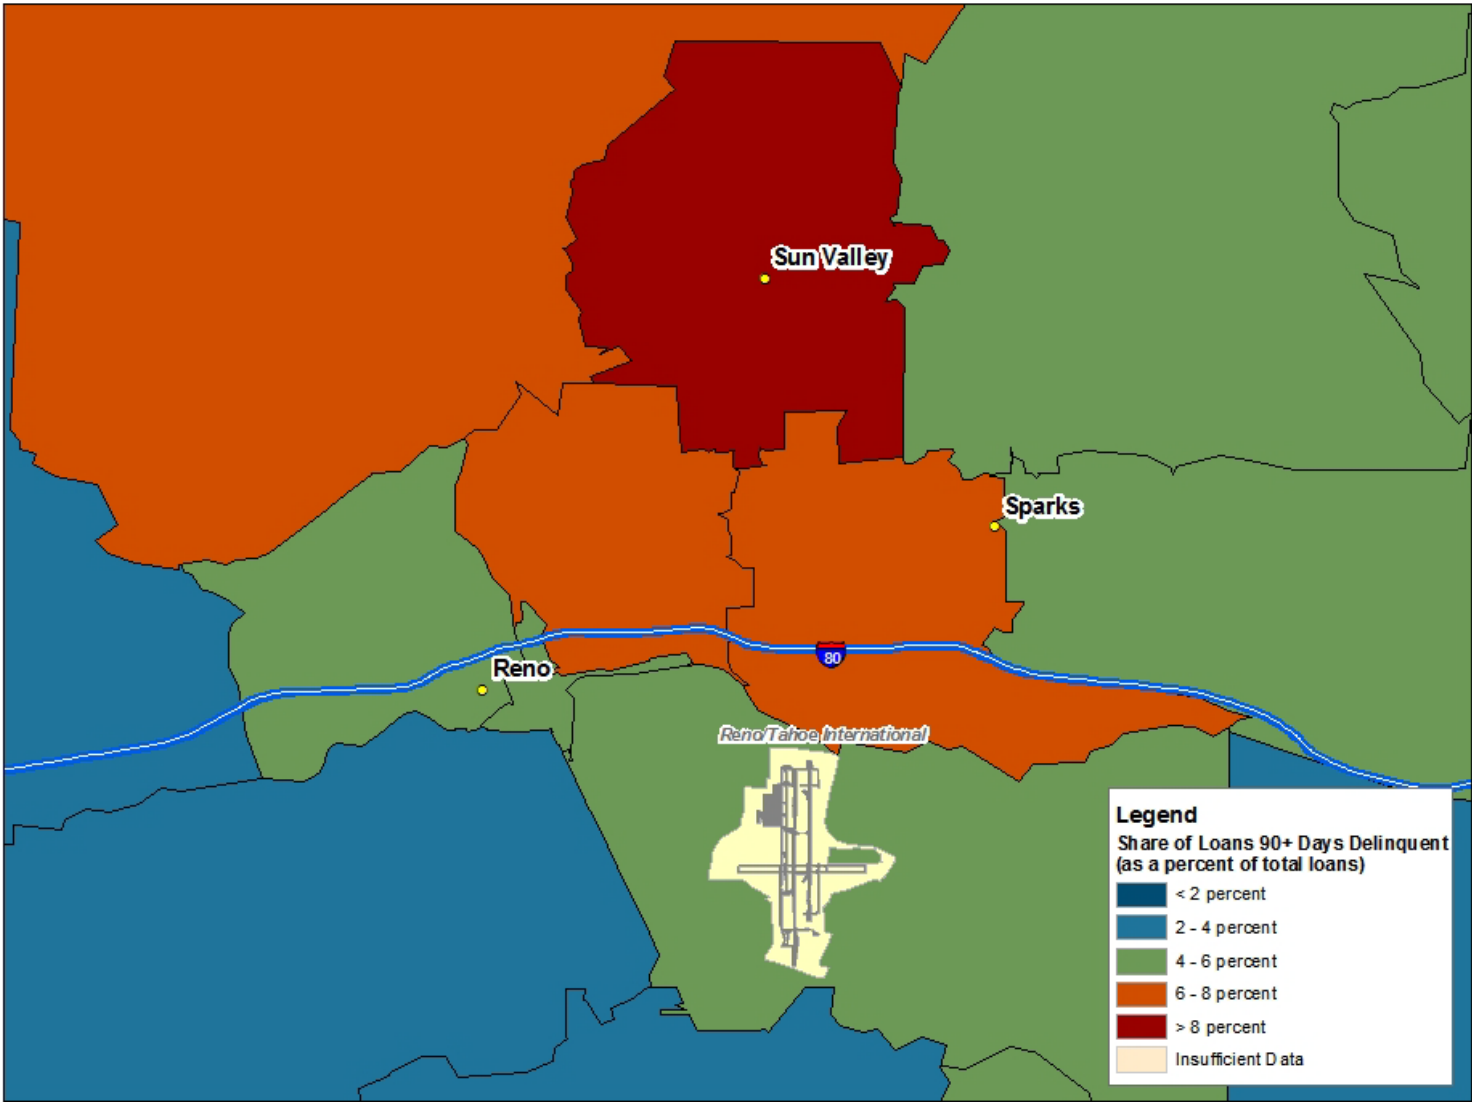 Sun Valley
Sparks
80
Reno
Reno/Tahoe International
Legend
Share of Loans 90+ Days Delinquent
(as a percent of total loans)
< 2 percent
2 - 4 percent
4 - 6 percent
6 - 8 percent
> 8 percent
Insufficient Data